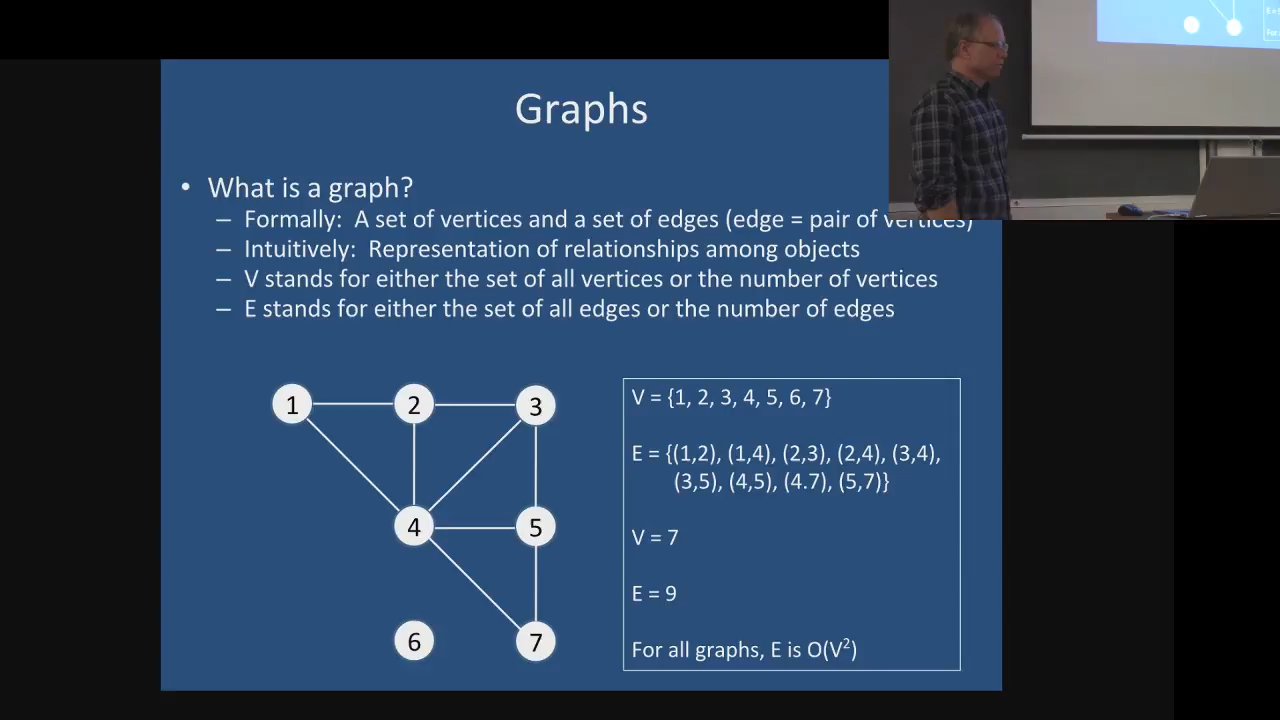 Graphs
• What is a graph?
– Formally: A set of vertices and a set of edges (edge = pair of vertices)
– Intuitively: Representation of relationships among objects
– V stands for either the set of all vertices or the number of vertices
– E stands for either the set of all edges or the number of edges
1
2
3
4
5
6
7
V = {1, 2, 3, 4, 5, 6, 7}
E = {(1,2), (1,4), (2,3), (2,4), (3,4),
(3,5), (4,5), (4.7), (5,7)}
V = 7
E = 9
For all graphs, E is O(V²)